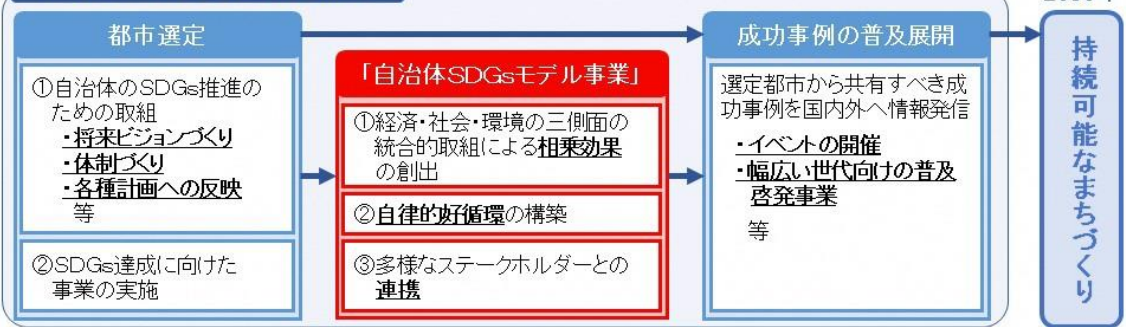 都市選定
①自治体のSDGs推進の
ための取組
・将来ビジョンづくり
・体制づくり
・各種計画への反映
等
②SDGs達成に向けた
事業の実施
「自治体SDGsモデル事業」
①経済・社会・環境の三側面の
統合的取組による相乗効果
の創出
②自律的好循環の構築
③多様なステークホルダーとの
連携
成功事例の普及展開
選定都市から共有すべき成
功事例を国内外へ情報発信
・イベントの開催
・幅広い世代向けの普及
啓発事業
等
持続可能なまちづくり